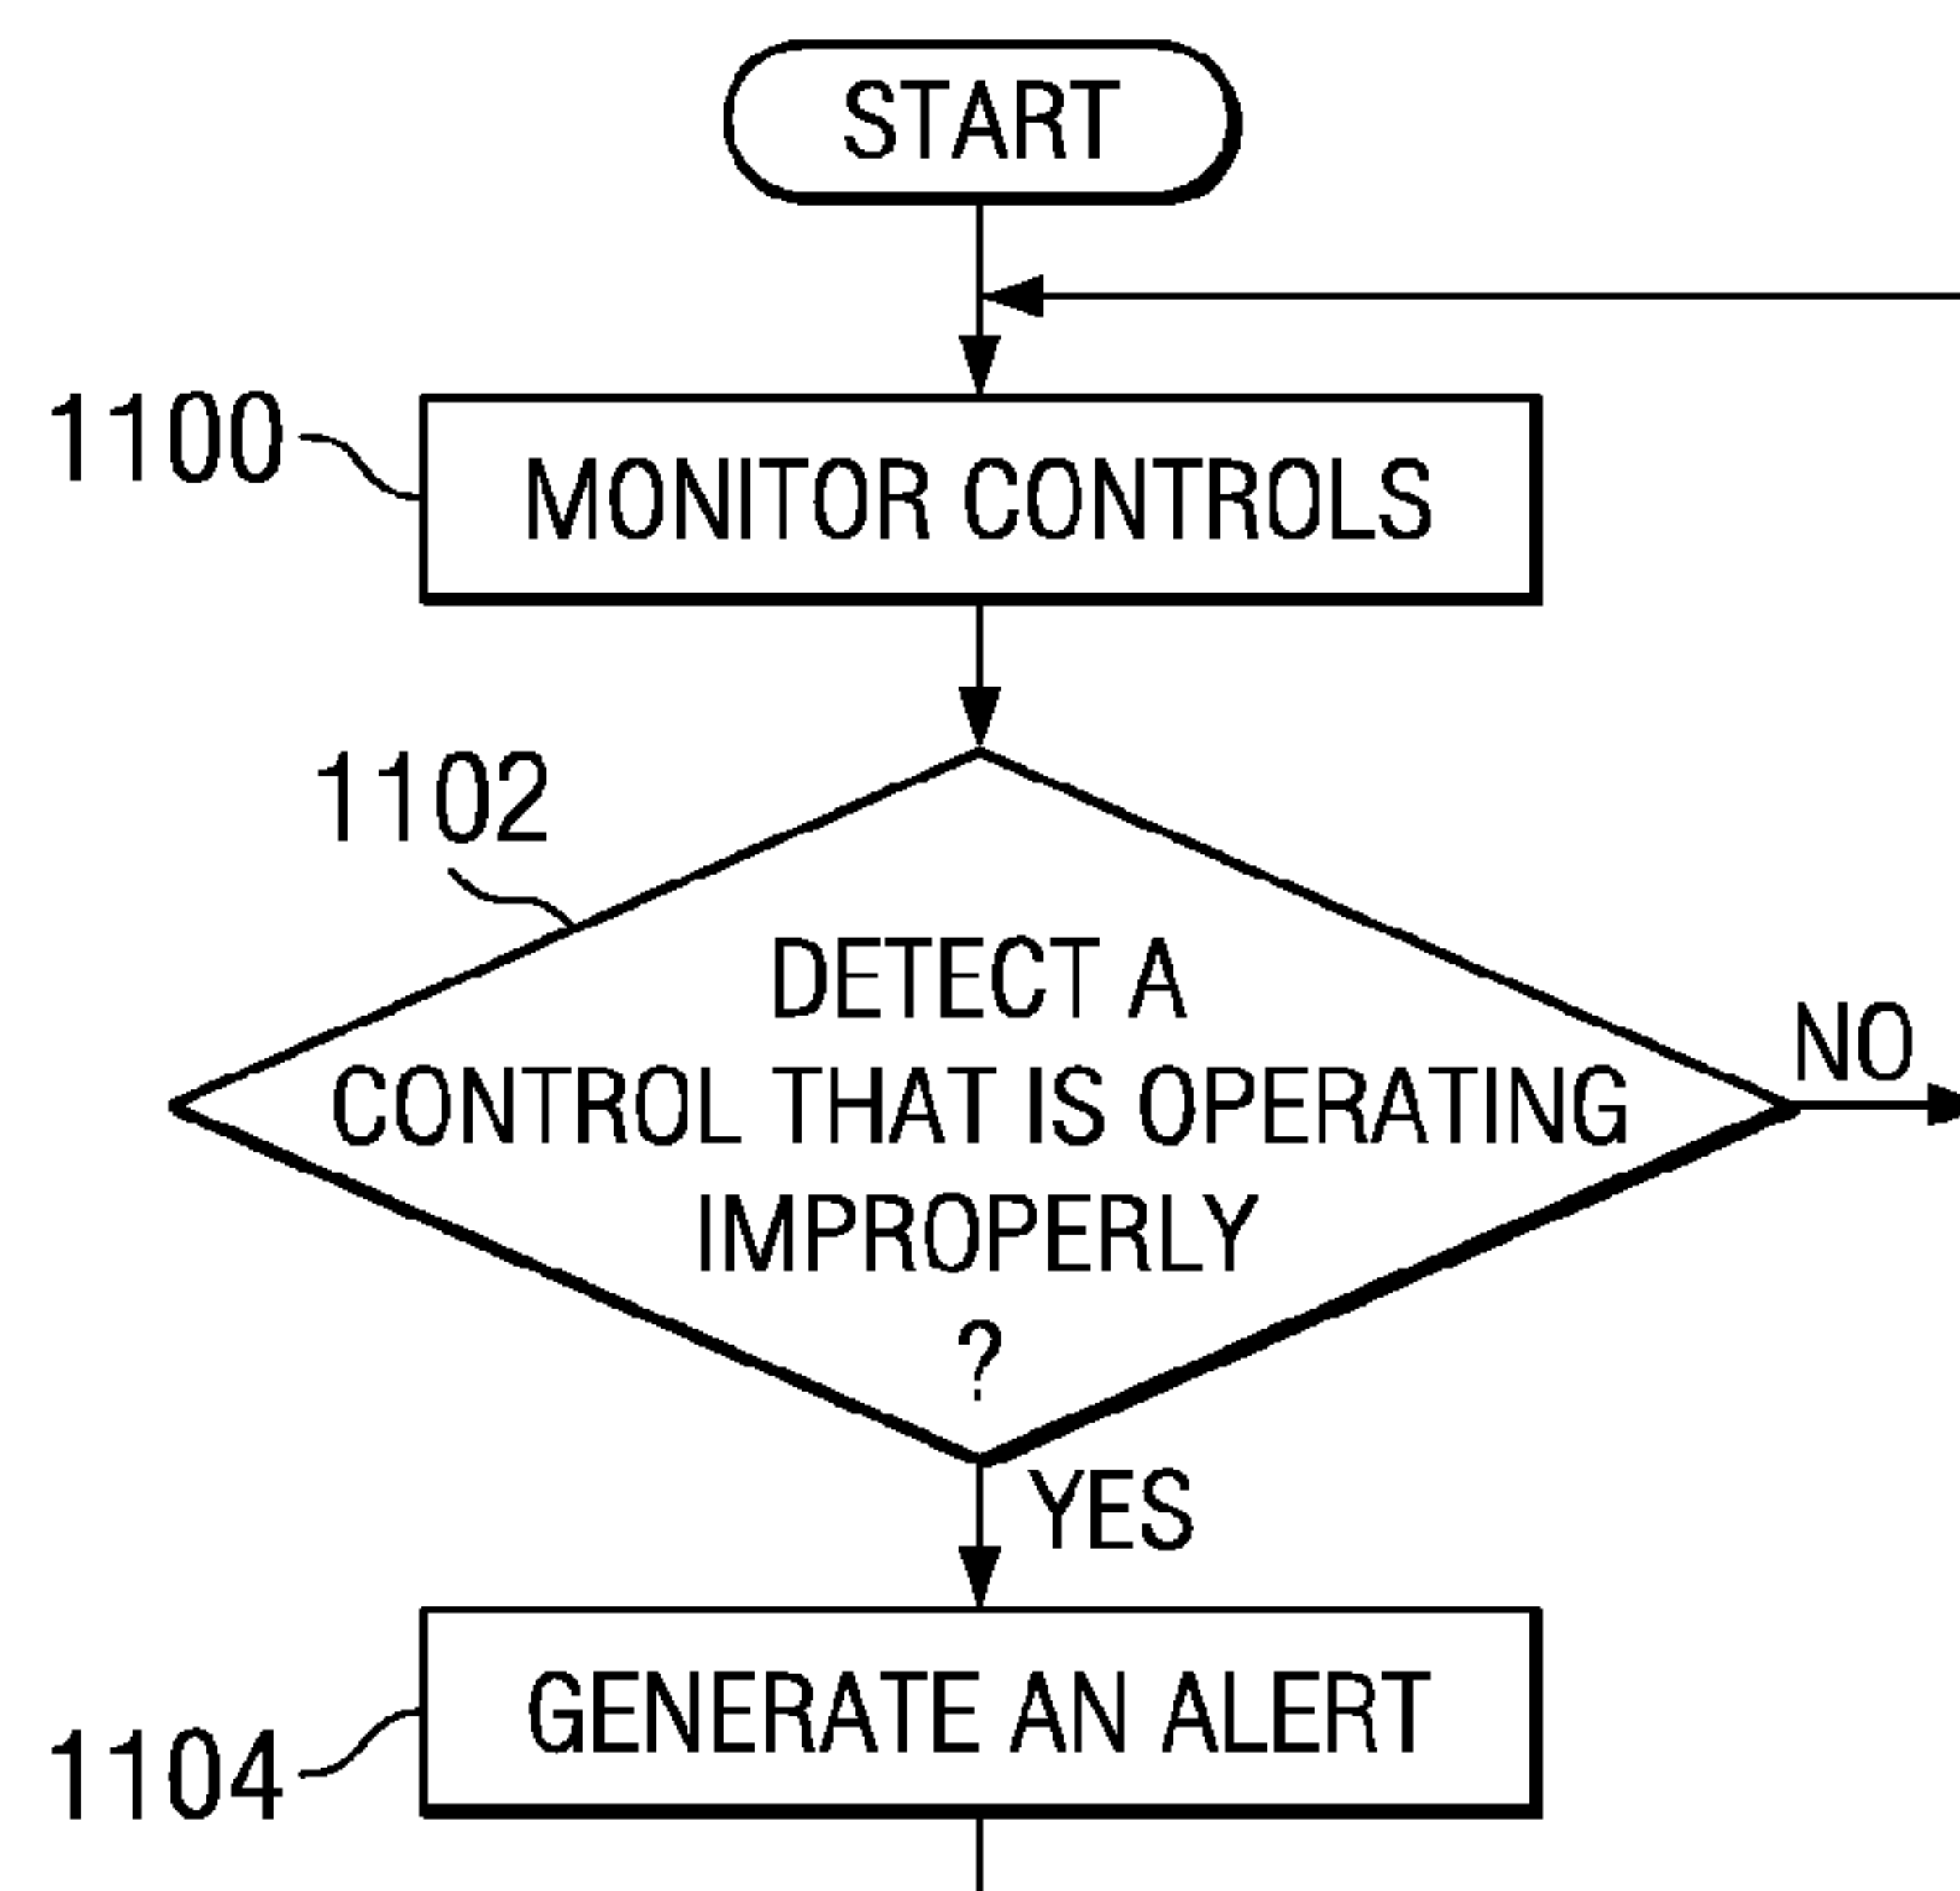 START
1100
MONITOR CONTROLS
1102
DETECT A
CONTROL THAT IS OPERATING
IMPROPERLY
?
NO
YES
GENERATE AN ALERT
1104